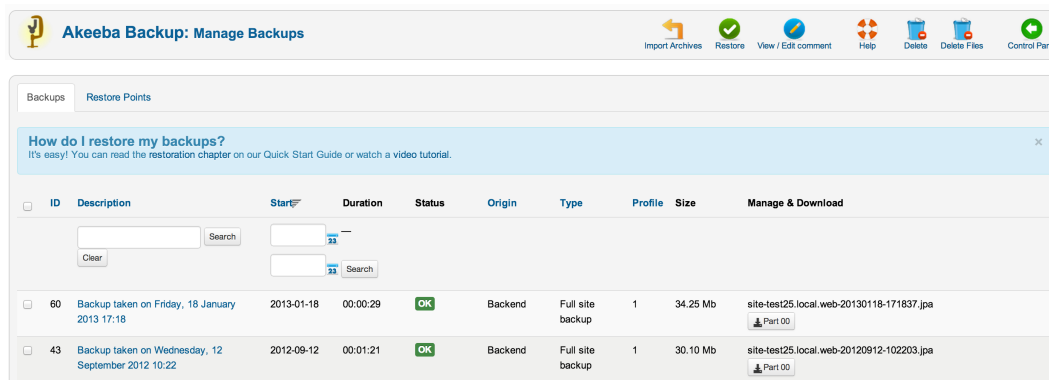 Akeeba Backup: Manage Backups
Import Archives Restore View / Edit comment Help Delete Delete Files Control Pan
Backups Restore Points
How do I restore my backups? ×
It's easy! You can read the restoration chapter on our Quick Start Guide or watch a video tutorial.
ID Description Start Duration Status Origin Type Profile Size Manage & Download
Search 23 —
Clear
23 Search
60 Backup taken on Friday, 18 January 2013-01-18 00:00:29 OK Backend Full site 1 34.25 Mb site-test25.local.web-20130118-171837.jpa
2013 17:18 backup Part 00
43 Backup taken on Wednesday, 12 2012-09-12 00:01:21 OK Backend Full site 1 30.10 Mb site-test25.local.web-20120912-102203.jpa
September 2012 10:22 backup Part 00